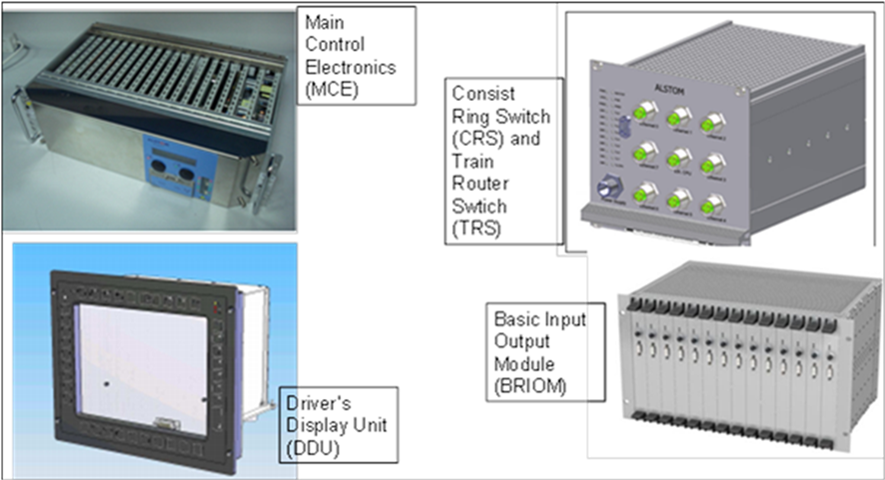 Main
Control
Electronics
(MCE)
Consist
Ring Switch
(CRS) and
Train
Router
Swtich
(TRS)
ALSTOM
Driver's
Display Unit
(DDU)
Basic Input
Output
Module
(BRIOM)